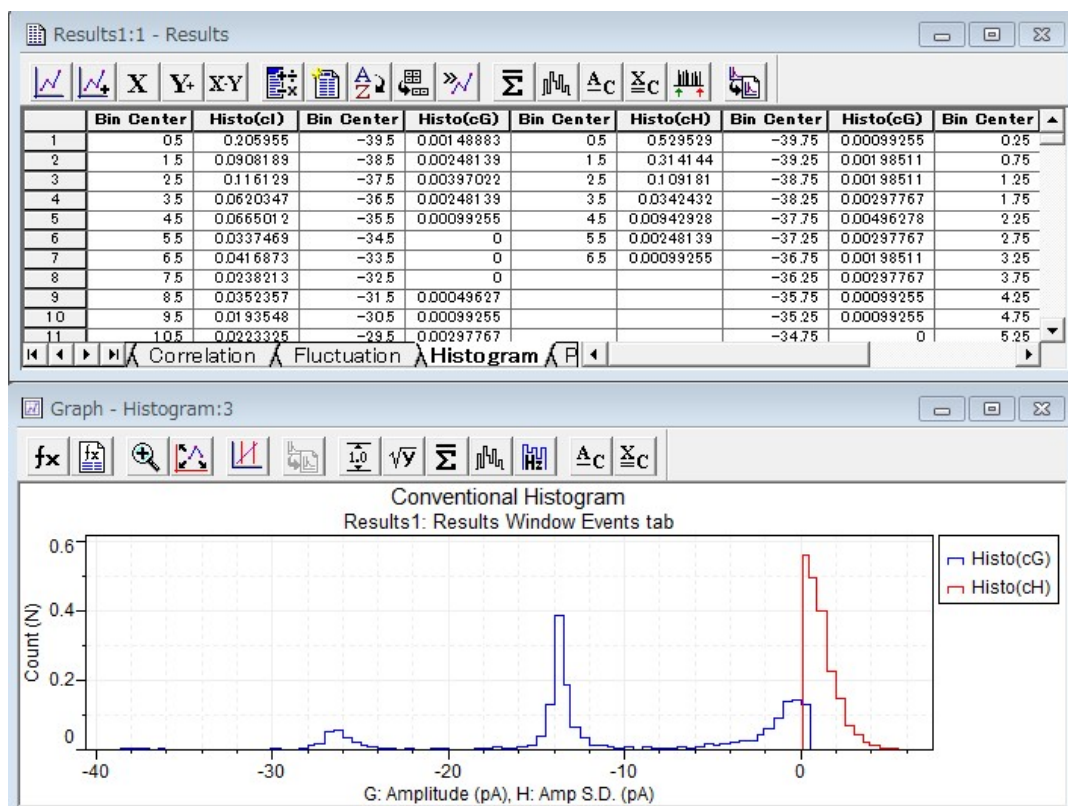 Results1:1 - Results
X Y+ X-Y A Z Σ A C X C
Bin Center Histo(cI) Bin Center Histo(cG) Bin Center Histo(cH) Bin Center Histo(cG) Bin Center
1 0.5 0.205955 -39.5 0.00148883 0.5 0.529529 -39.75 0.00099255 0.25
2 1.5 0.0908189 -38.5 0.00248139 1.5 0.314144 -39.25 0.00198511 0.75
3 2.5 0.116129 -37.5 0.00397022 2.5 0.109181 -38.75 0.00198511 1.25
4 3.5 0.0620347 -36.5 0.00248139 3.5 0.0342432 -38.25 0.00297767 1.75
5 4.5 0.0665012 -35.5 0.00099255 4.5 0.00942928 -37.75 0.00496278 2.25
6 5.5 0.0337469 -34.5 0 5.5 0.00248139 -37.25 0.00297767 2.75
7 6.5 0.0416873 -33.5 0 6.5 0.00099255 -36.75 0.00198511 3.25
8 7.5 0.0238213 -32.5 0 -36.25 0.00297767 3.75
9 8.5 0.0352357 -31.5 0.00049627 -35.75 0.00099255 4.25
10 9.5 0.0193548 -30.5 0.00099255 -35.25 0.00099255 4.75
11 10.5 0.0223325 -29.5 0.00297767 -34.75 0 5.25
Correlation Fluctuation Histogram P
Graph - Histogram:3
fx fx 1.0 √y Σ Hz A C X C
Conventional Histogram
Results1: Results Window Events tab
0.6
0.4
0.2
0
Count (N)
Histo(cG)
Histo(cH)
-40 -30 -20 -10 0
G: Amplitude (pA), H: Amp S.D. (pA)